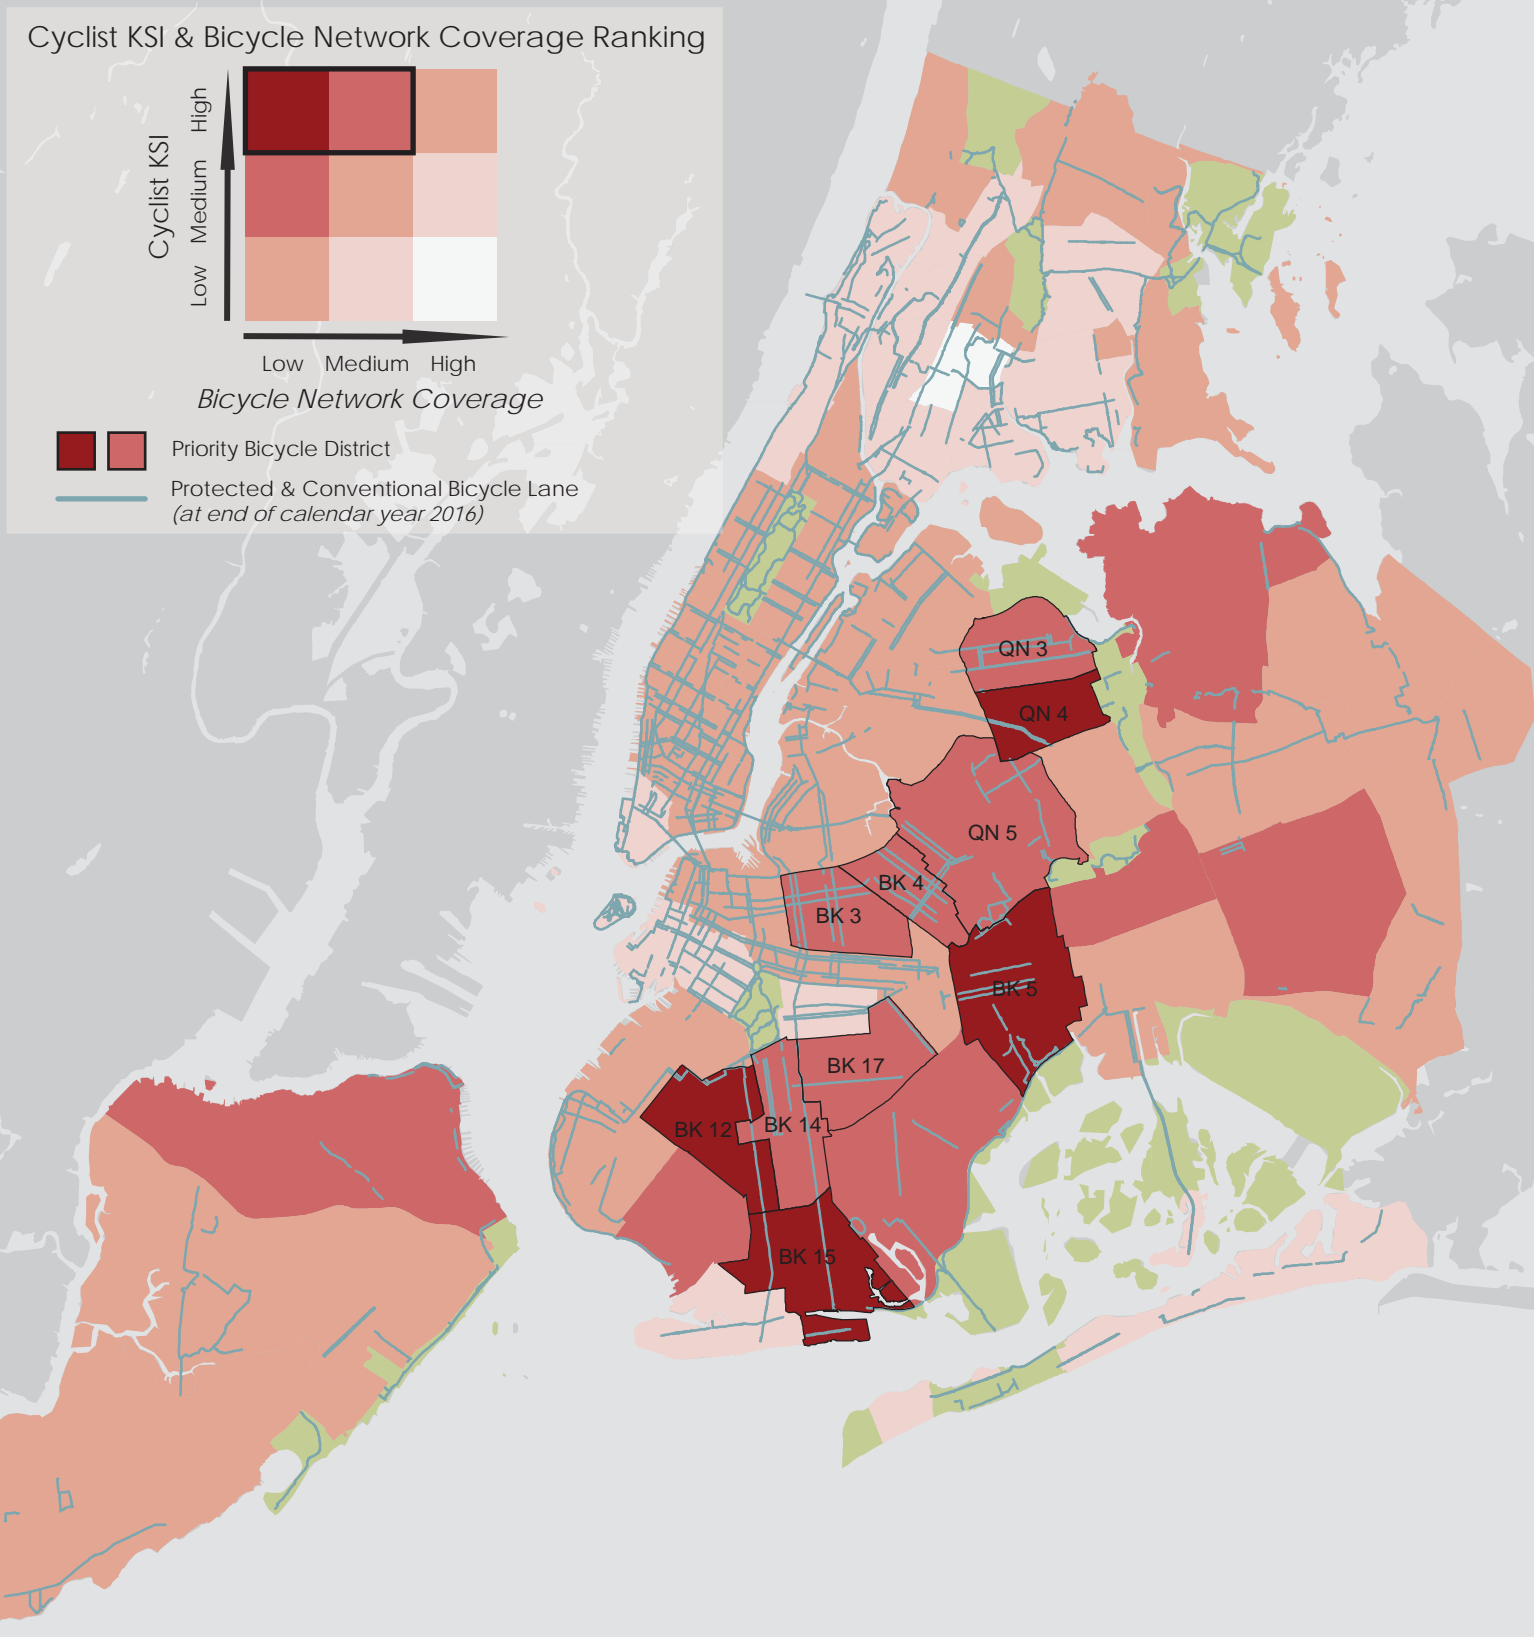 Cyclist KSI & Bicycle Network Coverage Ranking
Cyclist KSI
High
Medium
Low
Low Medium High
Bicycle Network Coverage
Priority Bicycle District
Protected & Conventional Bicycle Lane
(at end of calendar year 2016)
QN 3
QN 4
QN 5
BK 4
BK 3
BK 5
BK 17
BK 14
BK 12
BK 15